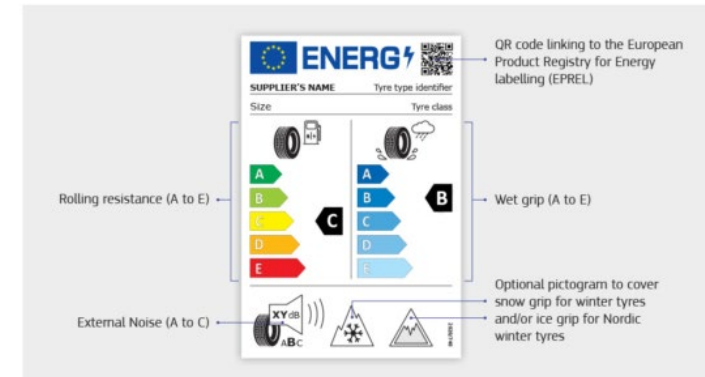 ENERG
QR code linking to the European
Product Registry for Energy
labelling (EPREL)
SUPPLIER'S NAME Tyre type identifier
Size Tyre class
Rolling resistance (A to E)
A
B
C
D
E
C
A
B
C
D
E
B
Wet grip (A to E)
External Noise (A to C)
XY dB
ABC
Optional pictogram to cover
snow grip for winter tyres
and/or ice grip for Nordic
winter tyres